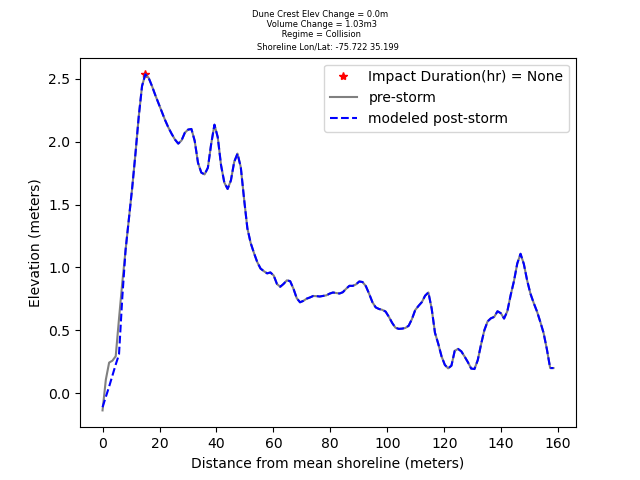 Dune Crest Elev Change = 0.0m
Volume Change = 1.03m3
Regime = Collision
Shoreline Lon/Lat: -75.722 35.199
Impact Duration(hr) = None
pre-storm
modeled post-storm
Elevation (meters)
2.5
2.0
1.5
1.0
0.5
0.0
0 20 40 60 80 100 120 140 160
Distance from mean shoreline (meters)